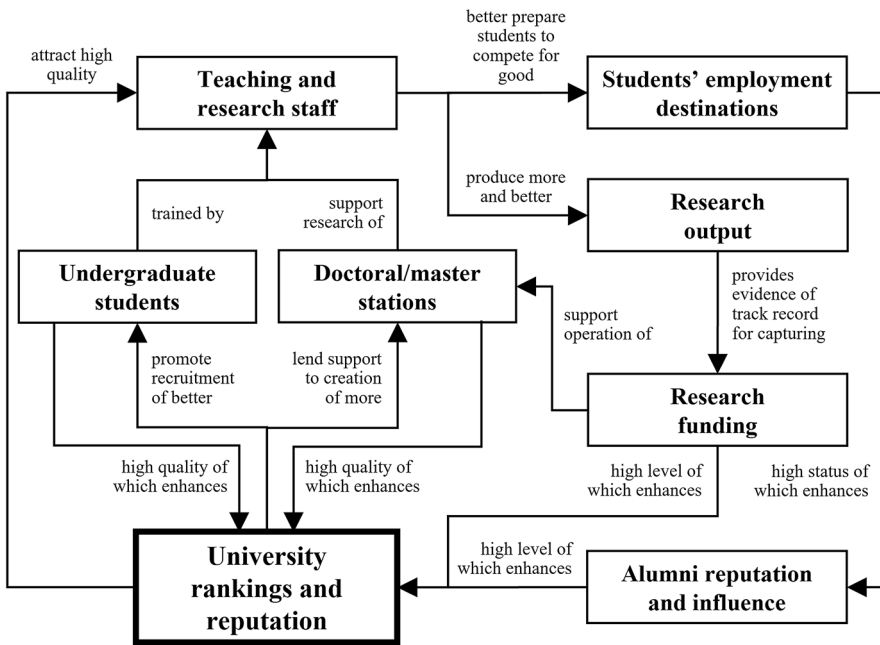 better prepare
students to
compete for
good
attract high
quality
Teaching and
research staff
Students’ employment
destinations
produce more
and better
Research
output
trained by
support
research of
Undergraduate
students
Doctoral/master
stations
provides
evidence of
track record
for capturing
support
operation of
promote
recruitment
of better
lend support
to creation
of more
Research
funding
high quality of
which enhances
high quality of
which enhances
high level of
which enhances
high status of
which enhances
University
rankings and
reputation
high level of
which enhances
Alumni reputation
and influence